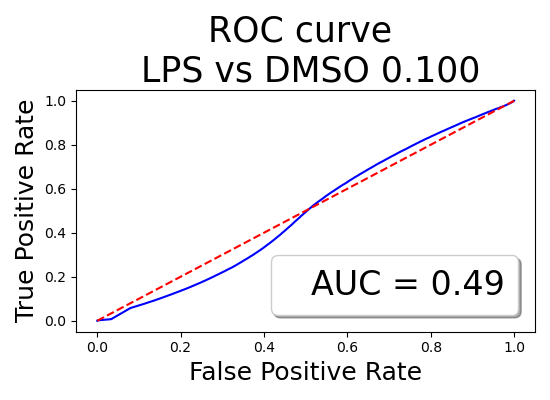 ROC curve
LPS vs DMSO 0.100
True Positive Rate
1.0
0.8
0.6
0.4
0.2
0.0
AUC = 0.49
0.0 0.2 0.4 0.6 0.8 1.0
False Positive Rate